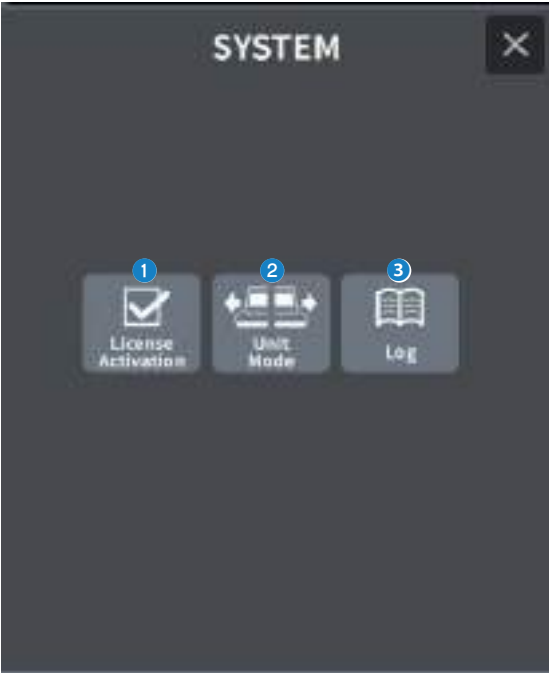 SYSTEM
1
2
3
License
Activation
Unit
Mode
Log